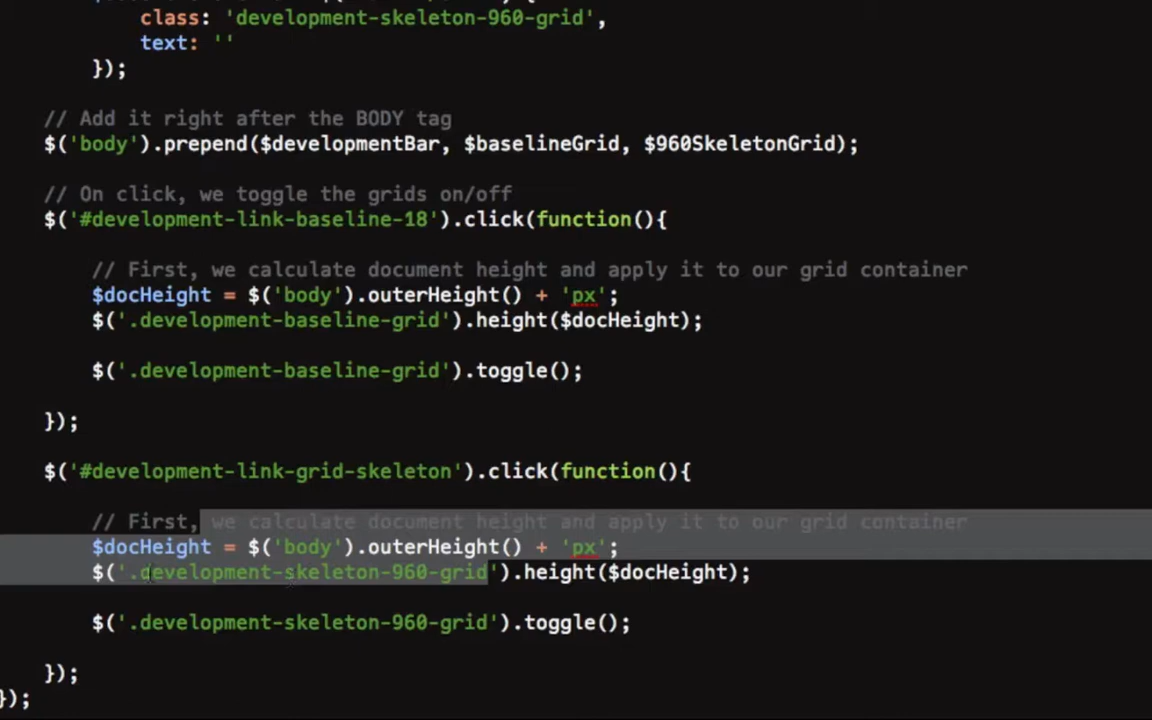 class: 'development-skeleton-960-grid',
text: ''
});
// Add it right after the BODY tag
$('body').prepend($developmentBar, $baselineGrid, $960SkeletonGrid);
// On click, we toggle the grids on/off
$('#development-link-baseline-18').click(function(){
// First, we calculate document height and apply it to our grid container
$docHeight = $('body').outerHeight() + 'px';
$('.development-baseline-grid').height($docHeight);
$('.development-baseline-grid').toggle();
});
$('#development-link-grid-skeleton').click(function(){
// First, we calculate document height and apply it to our grid container
$docHeight = $('body').outerHeight() + 'px';
$('.development-skeleton-960-grid').height($docHeight);
$('.development-skeleton-960-grid').toggle();
});
});